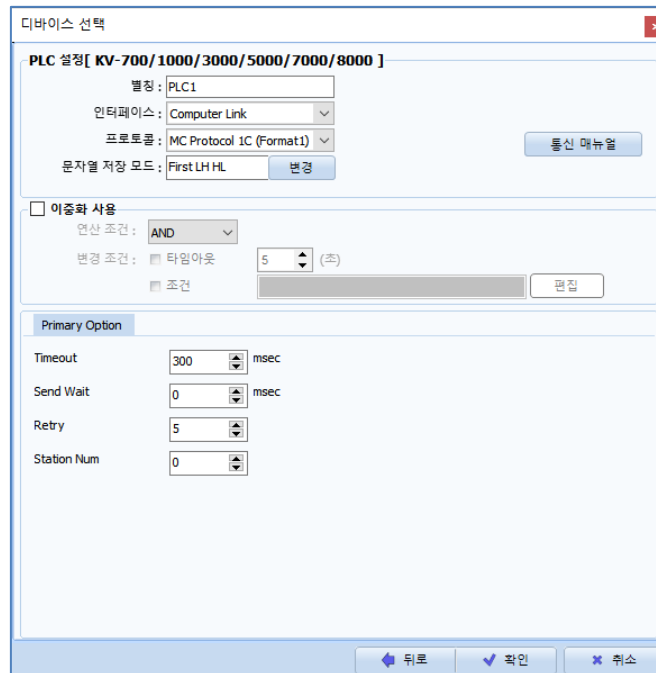 디바이스 선택
PLC 설정[ KV-700/1000/3000/5000/7000/8000 ]
별칭 : PLC1
인터페이스 : Computer Link
프로토콜 : MC Protocol 1C (Format1)
통신 매뉴얼
문자열 저장 모드 : First LH HL 변경
이중화 사용
연산 조건 : AND
변경 조건 : 타임아웃 5 (초)
조건 편집
Primary Option
Timeout 300 msec
Send Wait 0 msec
Retry 5
Station Num 0
뒤로 확인 취소